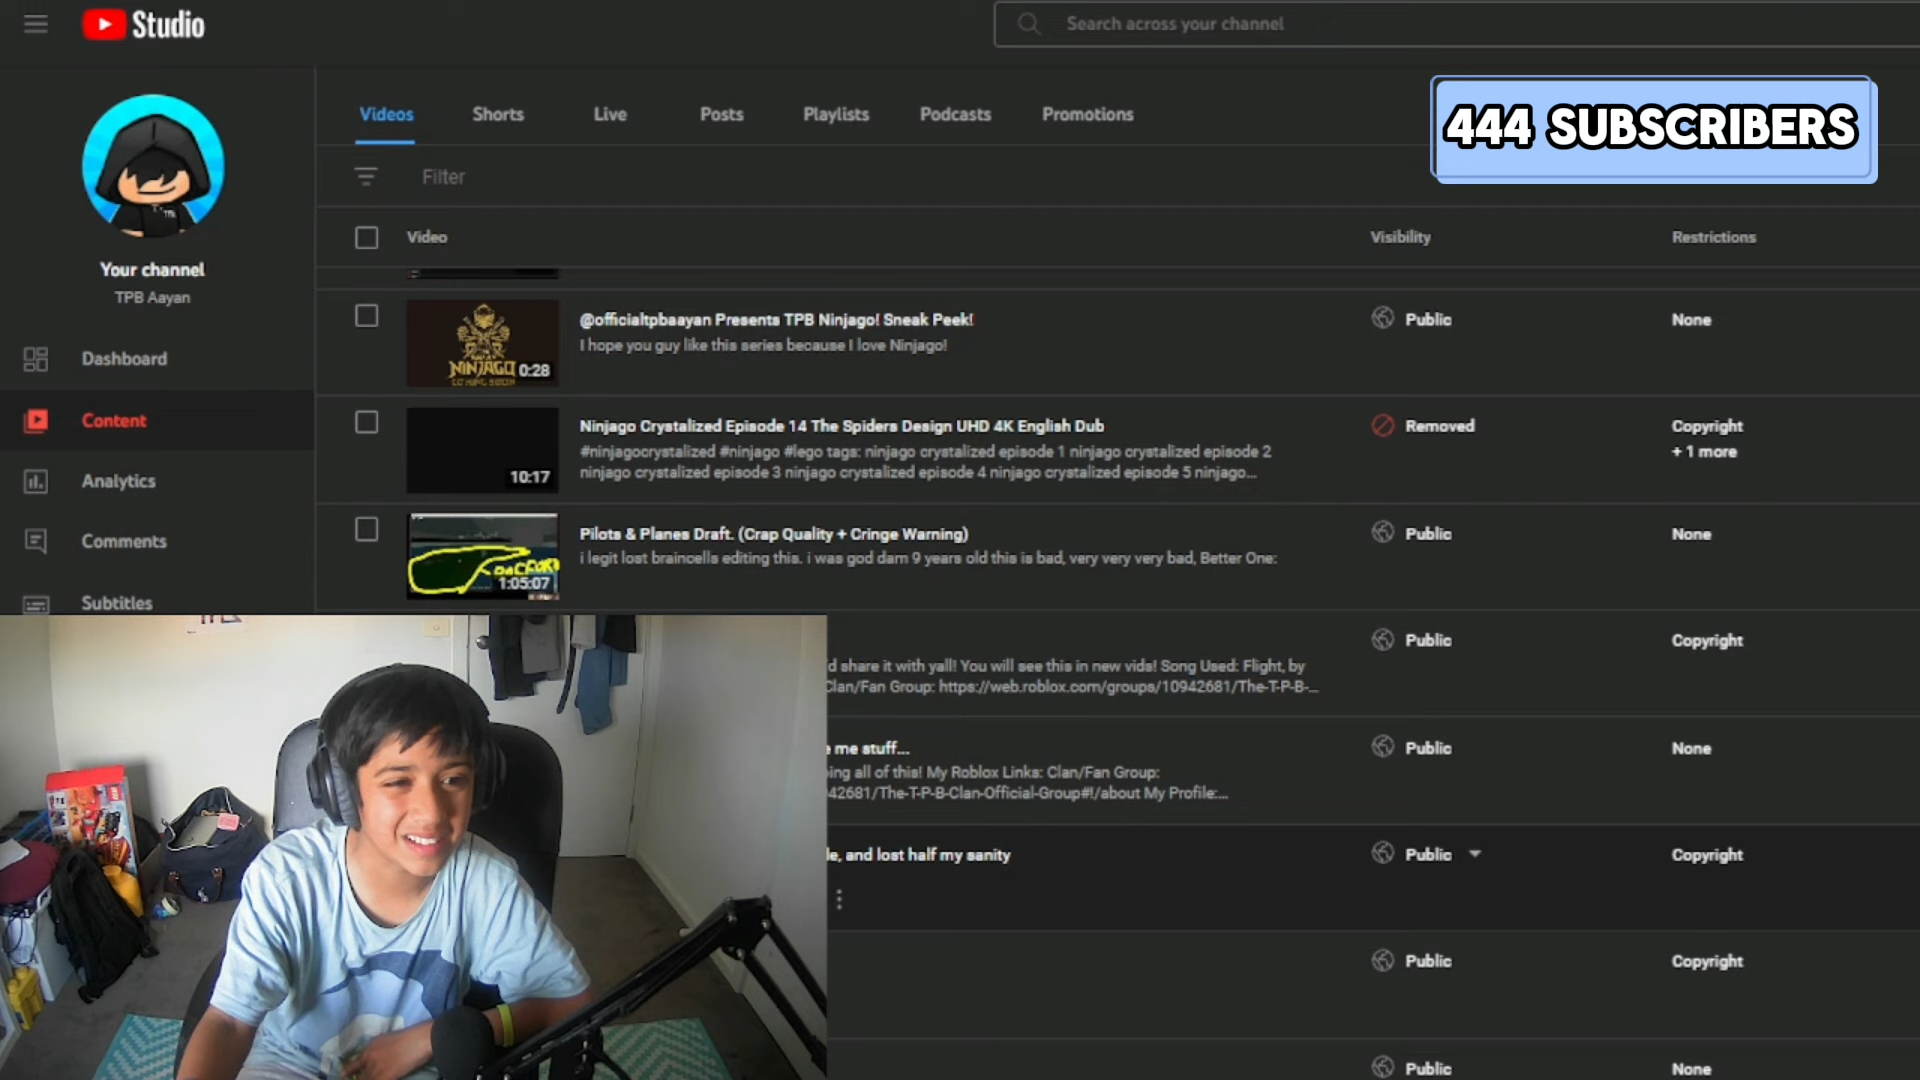 Studio
Search across your channel
444 SUBSCRIBERS
Videos
Shorts
Live
Posts
Playlists
Podcasts
Promotions
Filter
Your channel
TPB Aayan
Dashboard
Content
Analytics
Comments
Subtitles
Video
Visibility
Restrictions
NINJAGO
0:28
@officialtpbaayan Presents TPB Ninjago! Sneak Peek!
I hope you guy like this series because I love Ninjago!
Public
None
10:17
Ninjago Crystalized Episode 14 The Spiders Design UHD 4K English Dub
#ninjagocrystalized #ninjago #lego tags: ninjago crystalized episode 1 ninjago crystalized episode 2
ninjago crystalized episode 3 ninjago crystalized episode 4 ninjago crystalized episode 5 ninjago...
Removed
Copyright
+ 1 more
1:05:07
Pilots & Planes Draft. (Crap Quality + Cringe Warning)
i legit lost braincells editing this. i was god dam 9 years old this is bad, very very very bad, Better One:
Public
None
d share it with yall! You will see this in new vids! Song Used: Flight, by
Clan/Fan Group: https://web.roblox.com/groups/10942681/The-T-P-B-...
Public
Copyright
e me stuff...
ing all of this! My Roblox Links: Clan/Fan Group:
42681/The-T-P-B-Clan-Official-Group#!/about My Profile:...
Public
None
le, and lost half my sanity
Public
Copyright
Public
Copyright
Public
None